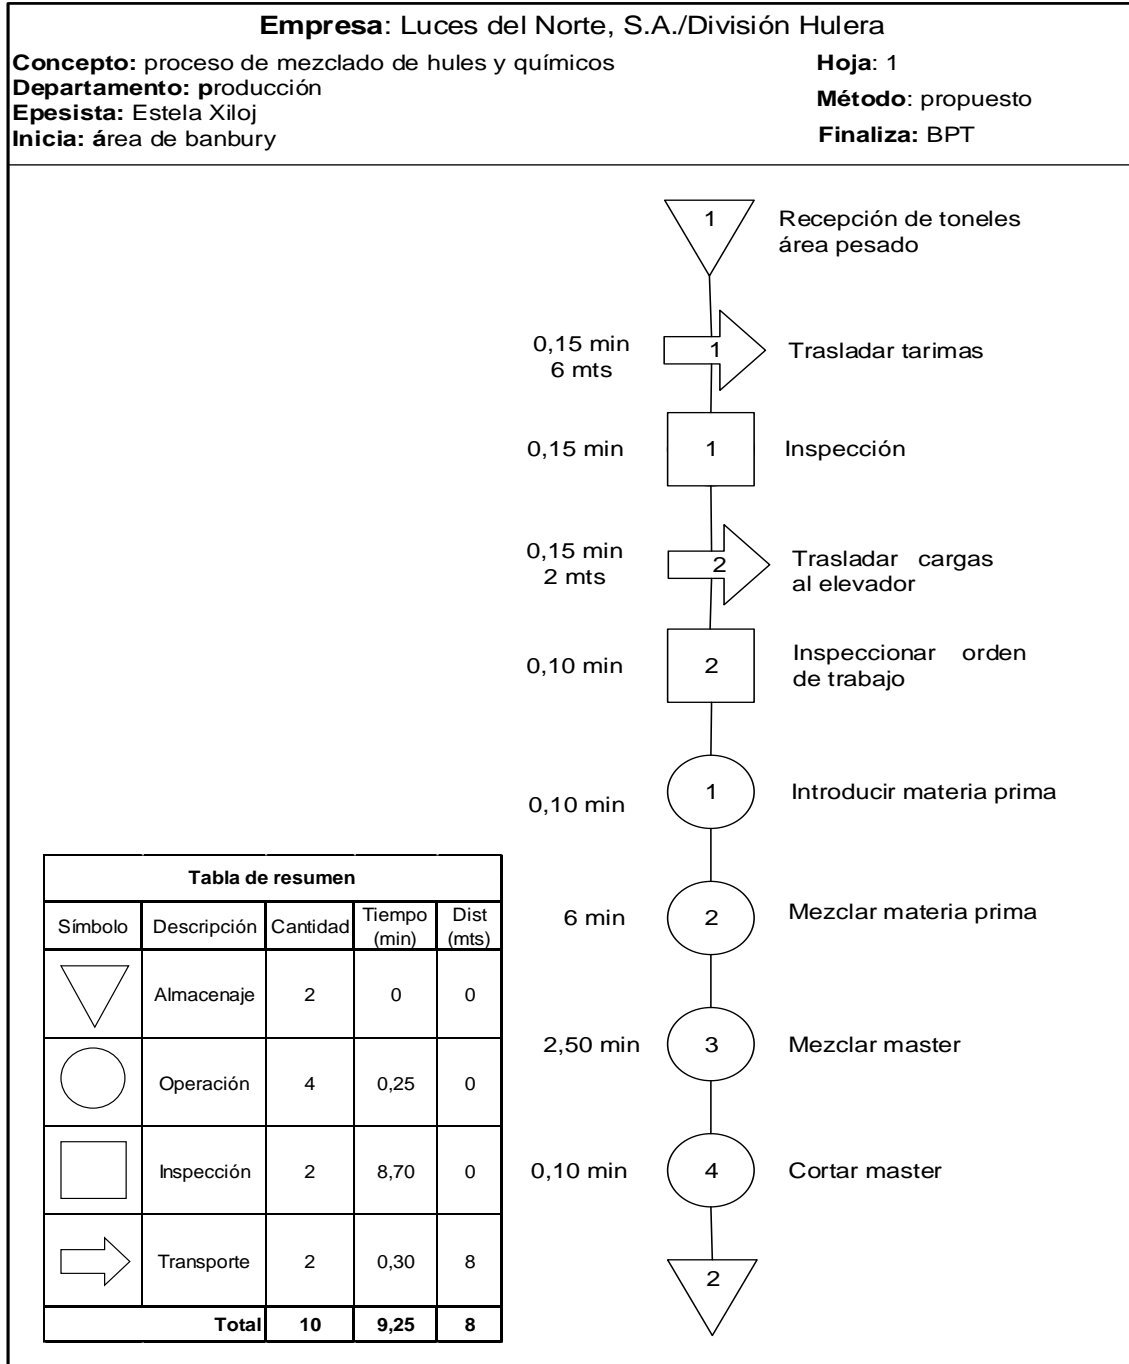 Empresa: Luces del Norte, S.A./División Hulera
Concepto: proceso de mezclado de hules y químicos
Departamento: producción
Epesista: Estela Xiloj
Inicia: área de banbury
Hoja: 1
Método: propuesto
Finaliza: BPT
1
Recepción de toneles
área pesado
0,15 min
6 mts
1
Trasladar tarimas
0,15 min
1
Inspección
0,15 min
2 mts
2
Trasladar cargas
al elevador
0,10 min
2
Inspeccionar orden
de trabajo
0,10 min
1
Introducir materia prima
6 min
2
Mezclar materia prima
2,50 min
3
Mezclar master
0,10 min
4
Cortar master
2
Tabla de resumen
Símbolo Descripción Cantidad Tiempo (min) Dist (mts)
Almacenaje 2 0 0
Operación 4 0,25 0
Inspección 2 8,70 0
Transporte 2 0,30 8
Total 10 9,25 8